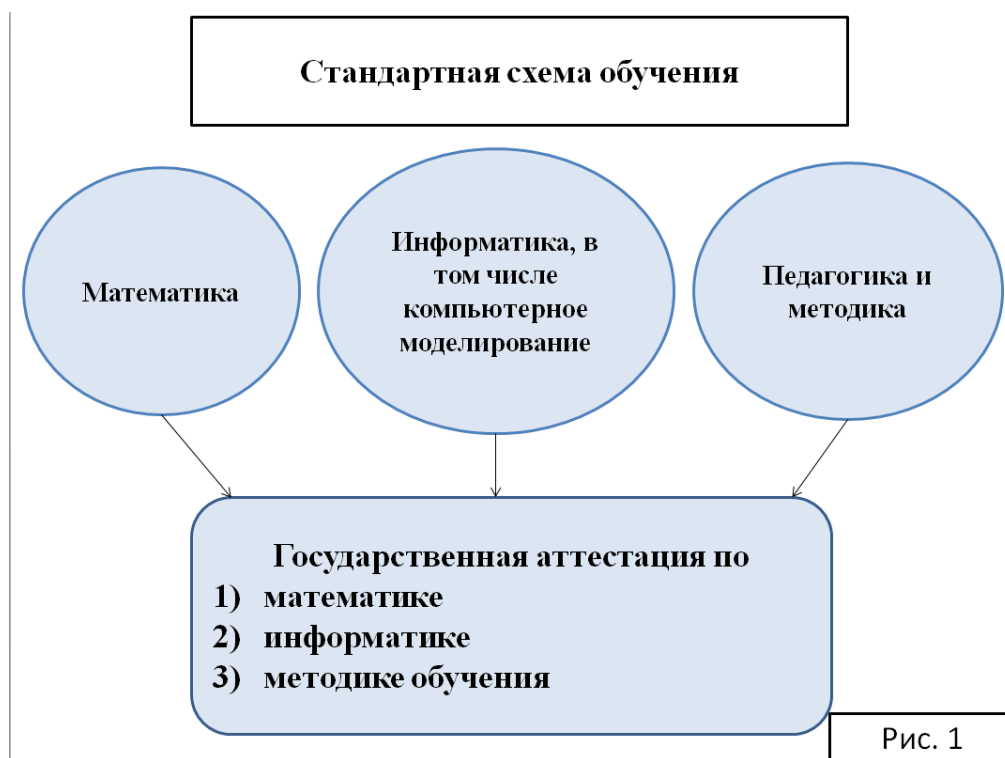 Стандартная схема обучения
Математика
Информатика, в
том числе
компьютерное
моделирование
Педагогика и
методика
Государственная аттестация по
1) математике
2) информатике
3) методике обучения
Рис. 1